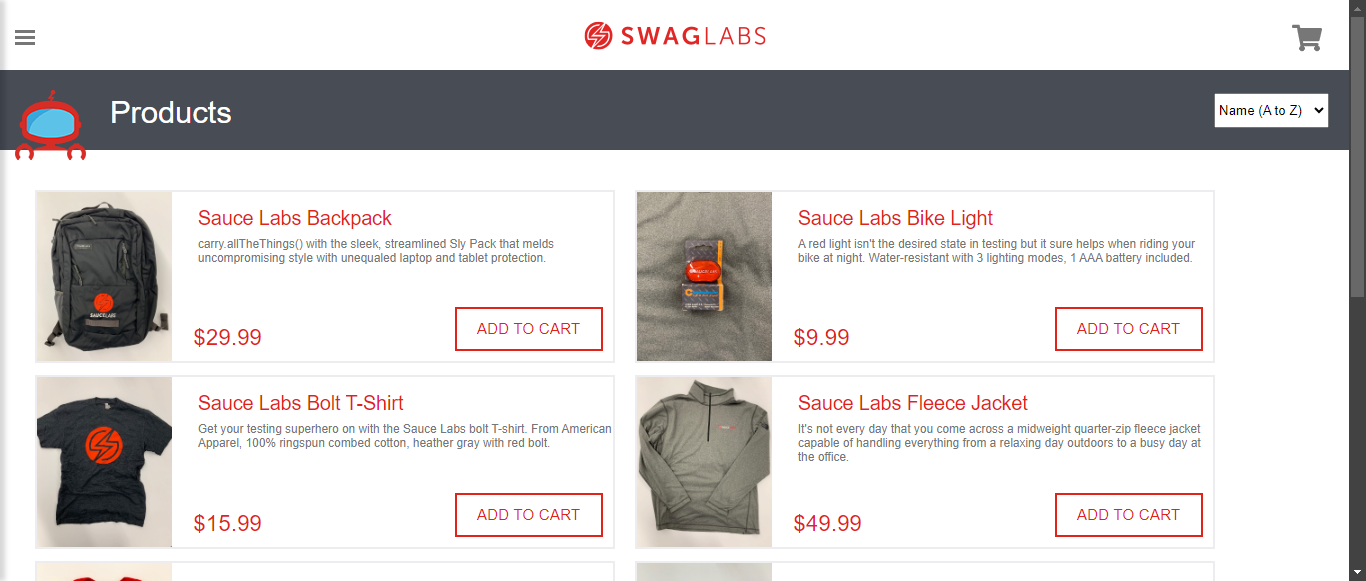 SWAGLABS
Products
Name (A to Z)
Sauce Labs Backpack
carry.allTheThings() with the sleek, streamlined Sly Pack that melds
uncompromising style with unequaled laptop and tablet protection.
$29.99
ADD TO CART
SAUCELABS
Sauce Labs Bike Light
A red light isn't the desired state in testing but it sure helps when riding your
bike at night. Water-resistant with 3 lighting modes, 1 AAA battery included.
$9.99
ADD TO CART
SAUCELABS
Sauce Labs Bolt T-Shirt
Get your testing superhero on with the Sauce Labs bolt T-shirt. From American
Apparel, 100% ringspun combed cotton, heather gray with red bolt.
$15.99
ADD TO CART
Sauce Labs Fleece Jacket
It's not every day that you come across a midweight quarter-zip fleece jacket
capable of handling everything from a relaxing day outdoors to a busy day at
the office.
$49.99
ADD TO CART